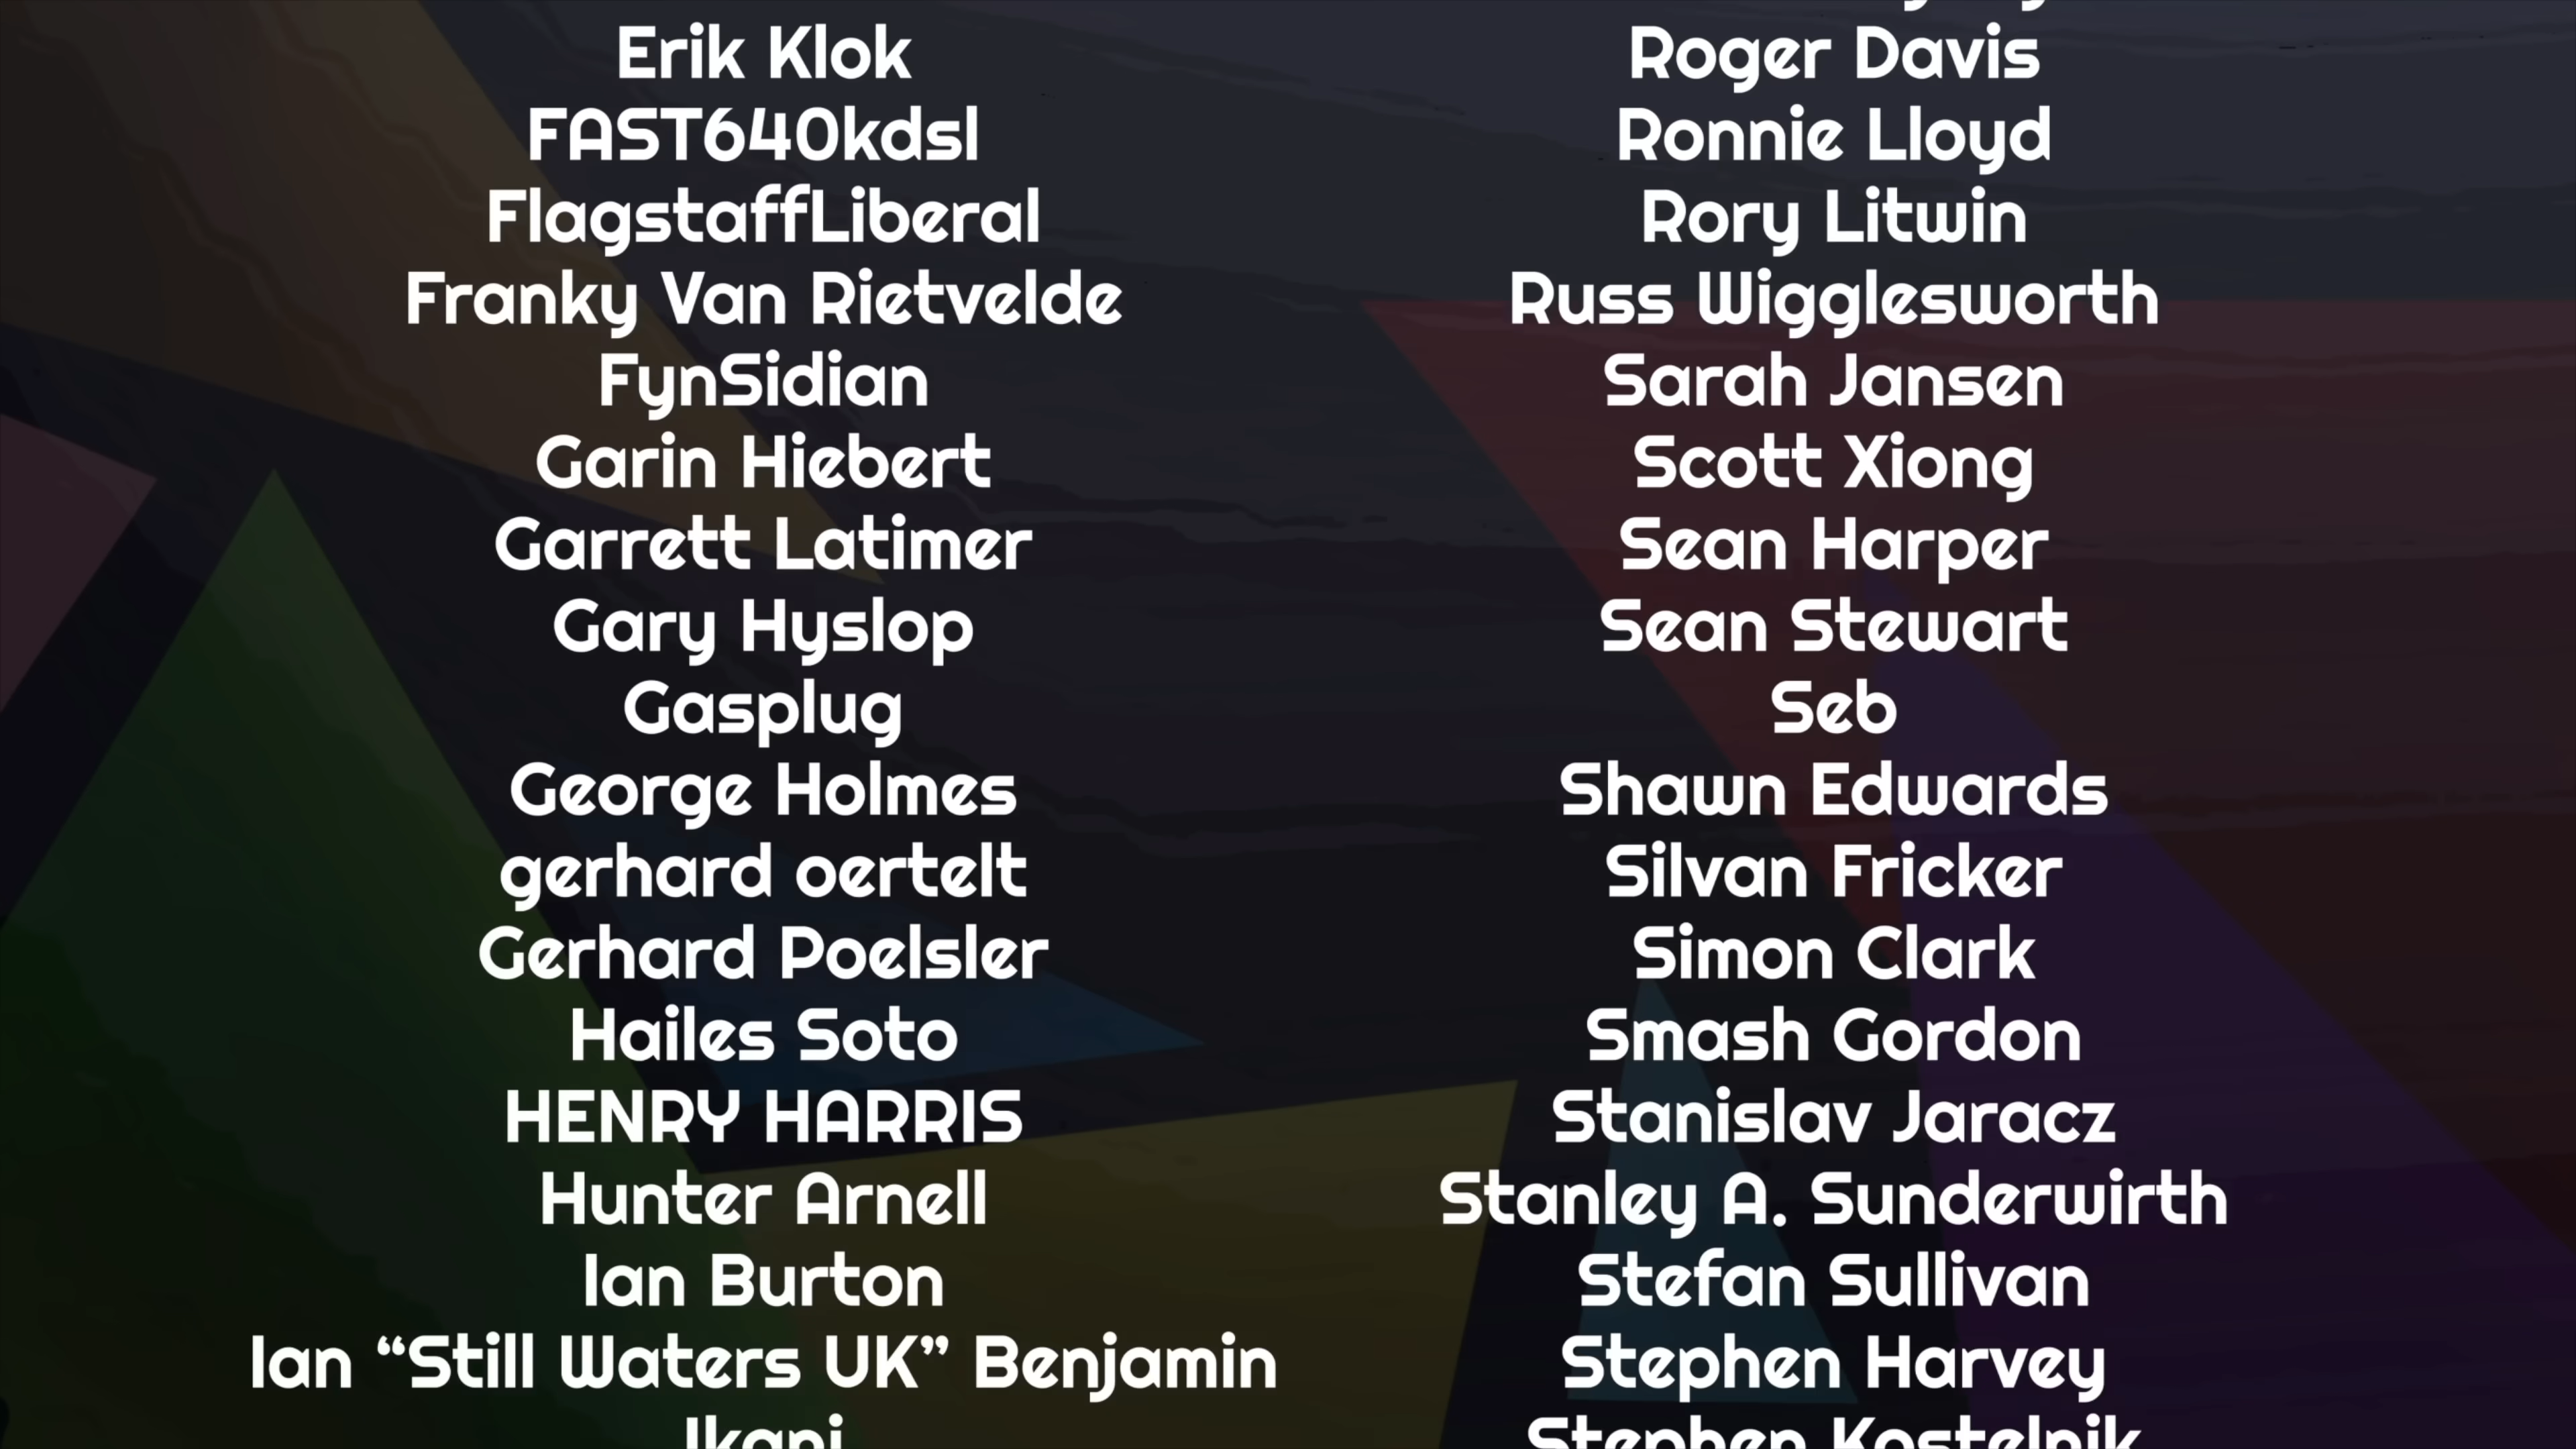 Erik Klok
FAST640kdsl
FlagstaffLiberal
Franky Van Rietvelde
FynSidian
Garin Hiebert
Garrett Latimer
Gary Hyslop
Gasplug
George Holmes
gerhard oertelt
Gerhard Poelsler
Hailes Soto
HENRY HARRIS
Hunter Arnell
Ian Burton
Ian “Still Waters UK” Benjamin
Roger Davis
Ronnie Lloyd
Rory Litwin
Russ Wigglesworth
Sarah Jansen
Scott Xiong
Sean Harper
Sean Stewart
Seb
Shawn Edwards
Silvan Fricker
Simon Clark
Smash Gordon
Stanislav Jaracz
Stanley A. Sunderwirth
Stefan Sullivan
Stephen Harvey
Stephen Kostelnik